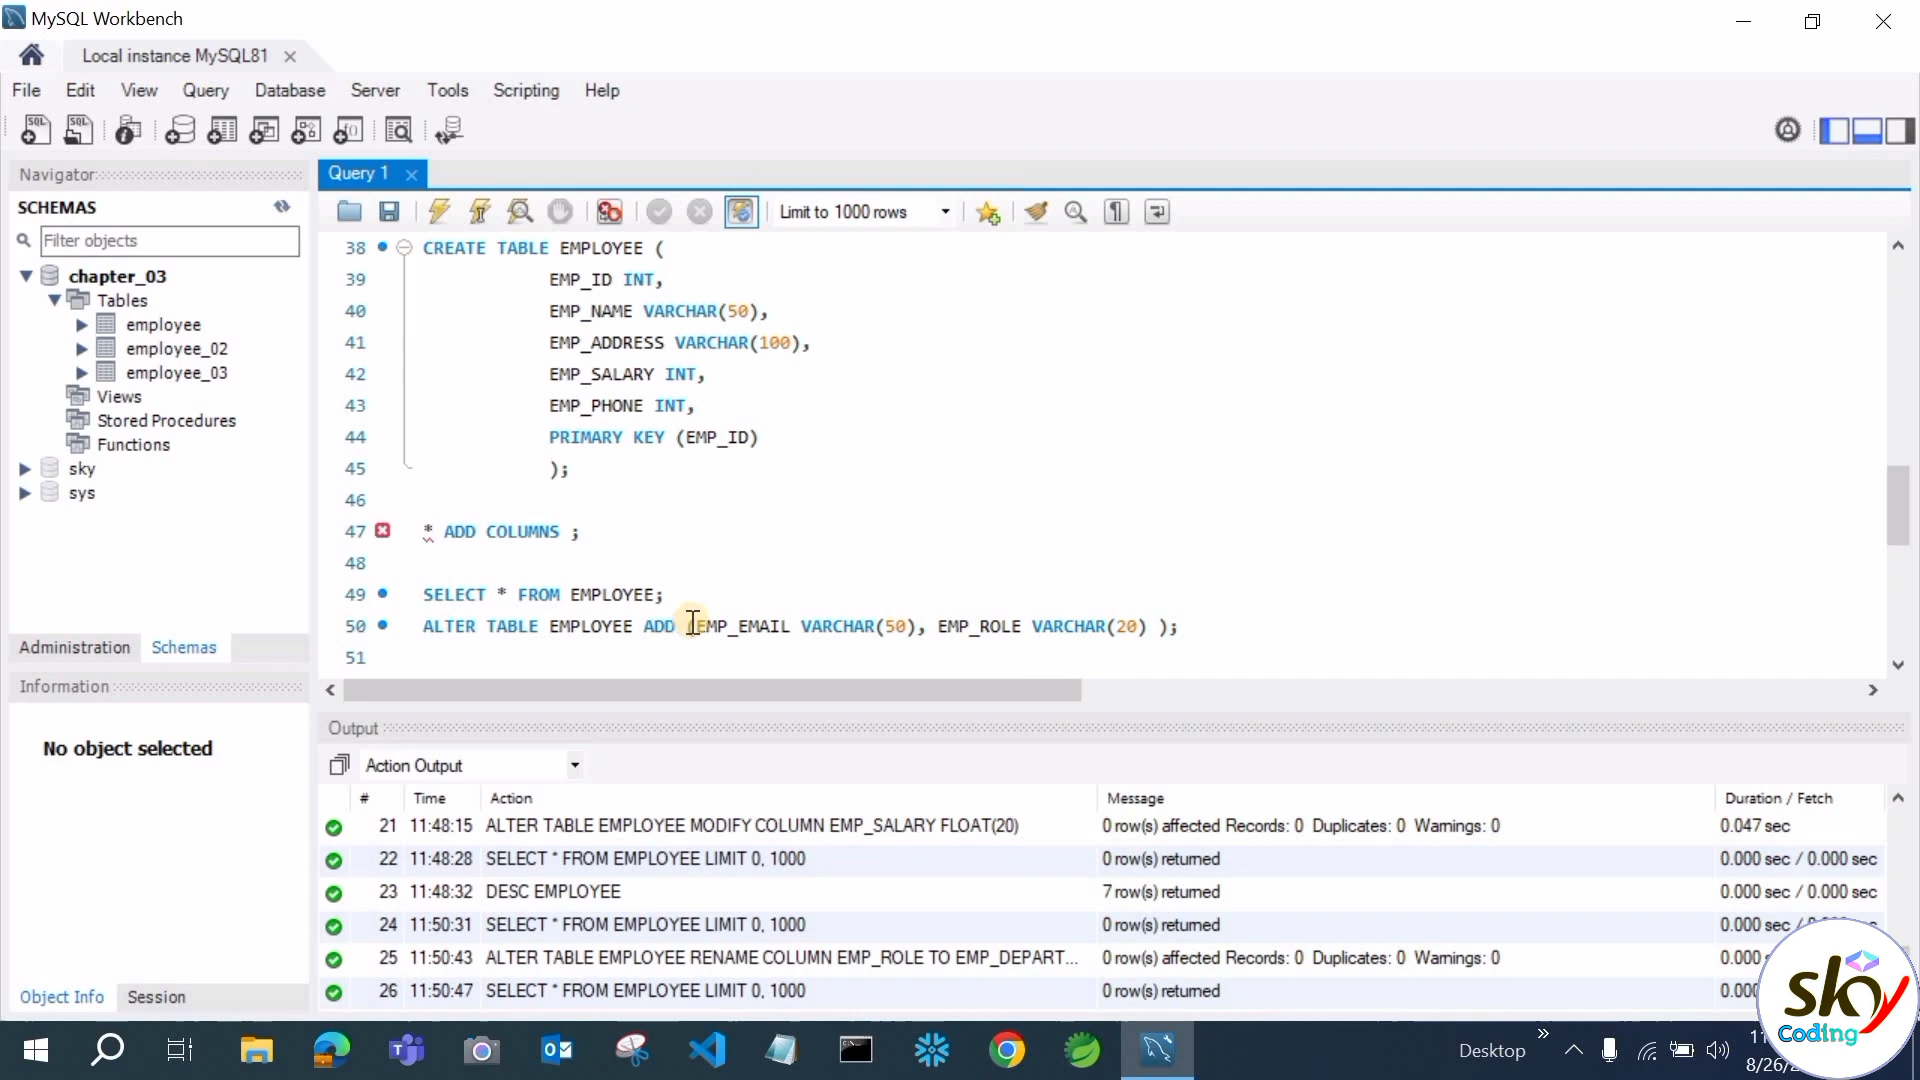 MySQL Workbench
Local instance MySQL81
File Edit View Query Database Server Tools Scripting Help
Navigator
SCHEMAS
Filter objects
chapter_03
Tables
employee
employee_02
employee_03
Views
Stored Procedures
Functions
sky
sys
Administration Schemas
Information
No object selected
Object Info Session
Query 1
Limit to 1000 rows
38 CREATE TABLE EMPLOYEE (
39 EMP_ID INT,
40 EMP_NAME VARCHAR(50),
41 EMP_ADDRESS VARCHAR(100),
42 EMP_SALARY INT,
43 EMP_PHONE INT,
44 PRIMARY KEY (EMP_ID)
45 );
46
47 * ADD COLUMNS ;
48
49 SELECT * FROM EMPLOYEE;
50 ALTER TABLE EMPLOYEE ADD (EMP_EMAIL VARCHAR(50), EMP_ROLE VARCHAR(20) );
51
Output
Action Output
# Time Action Message Duration / Fetch
21 11:48:15 ALTER TABLE EMPLOYEE MODIFY COLUMN EMP_SALARY FLOAT(20) 0 row(s) affected Records: 0 Duplicates: 0 Warnings: 0 0.047 sec
22 11:48:28 SELECT * FROM EMPLOYEE LIMIT 0, 1000 0 row(s) returned 0.000 sec / 0.000 sec
23 11:48:32 DESC EMPLOYEE 7 row(s) returned 0.000 sec / 0.000 sec
24 11:50:31 SELECT * FROM EMPLOYEE LIMIT 0, 1000 0 row(s) returned 0.000 sec /
25 11:50:43 ALTER TABLE EMPLOYEE RENAME COLUMN EMP_ROLE TO EMP_DEPART... 0 row(s) affected Records: 0 Duplicates: 0 Warnings: 0
26 11:50:47 SELECT * FROM EMPLOYEE LIMIT 0, 1000 0 row(s) returned
Desktop
sky
Coding